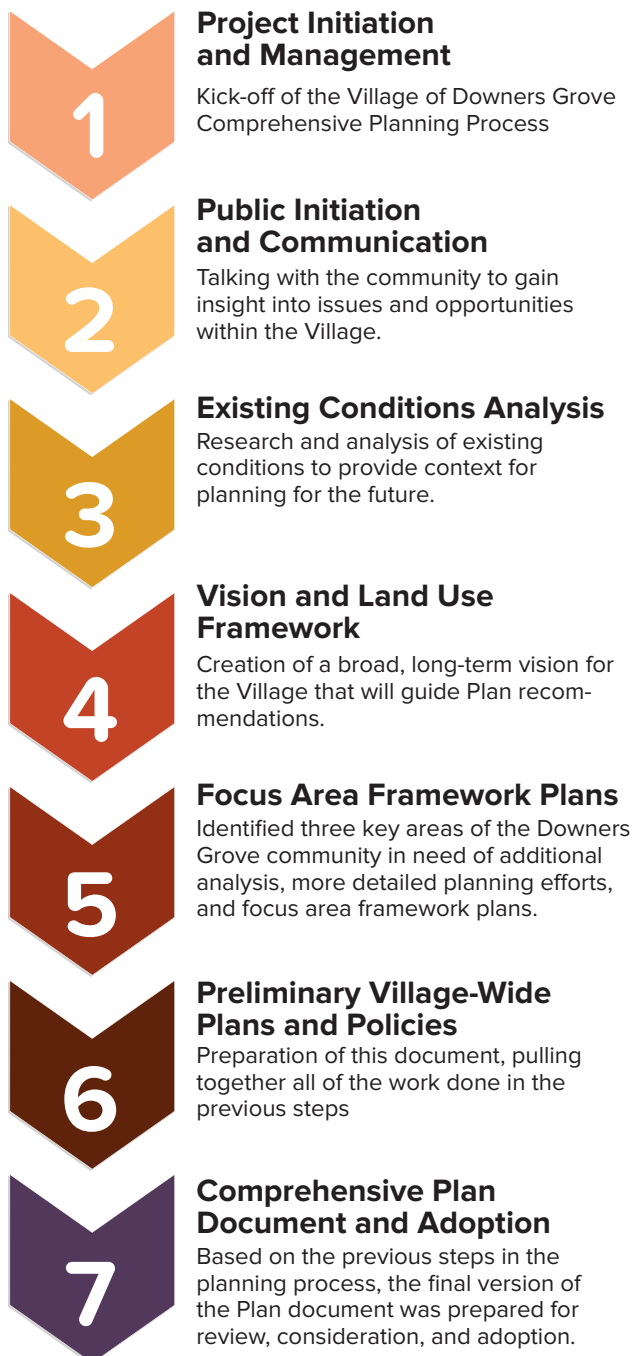 1
Project Initiation
and Management
Kick-off of the Village of Downers Grove
Comprehensive Planning Process
2
Public Initiation
and Communication
Talking with the community to gain
insight into issues and opportunities
within the Village.
3
Existing Conditions Analysis
Research and analysis of existing
conditions to provide context for
planning for the future.
4
Vision and Land Use
Framework
Creation of a broad, long-term vision for
the Village that will guide Plan recom-
mendations.
5
Focus Area Framework Plans
Identified three key areas of the Downers
Grove community in need of additional
analysis, more detailed planning efforts,
and focus area framework plans.
6
Preliminary Village-Wide
Plans and Policies
Preparation of this document, pulling
together all of the work done in the
previous steps
7
Comprehensive Plan
Document and Adoption
Based on the previous steps in the
planning process, the final version of
the Plan document was prepared for
review, consideration, and adoption.